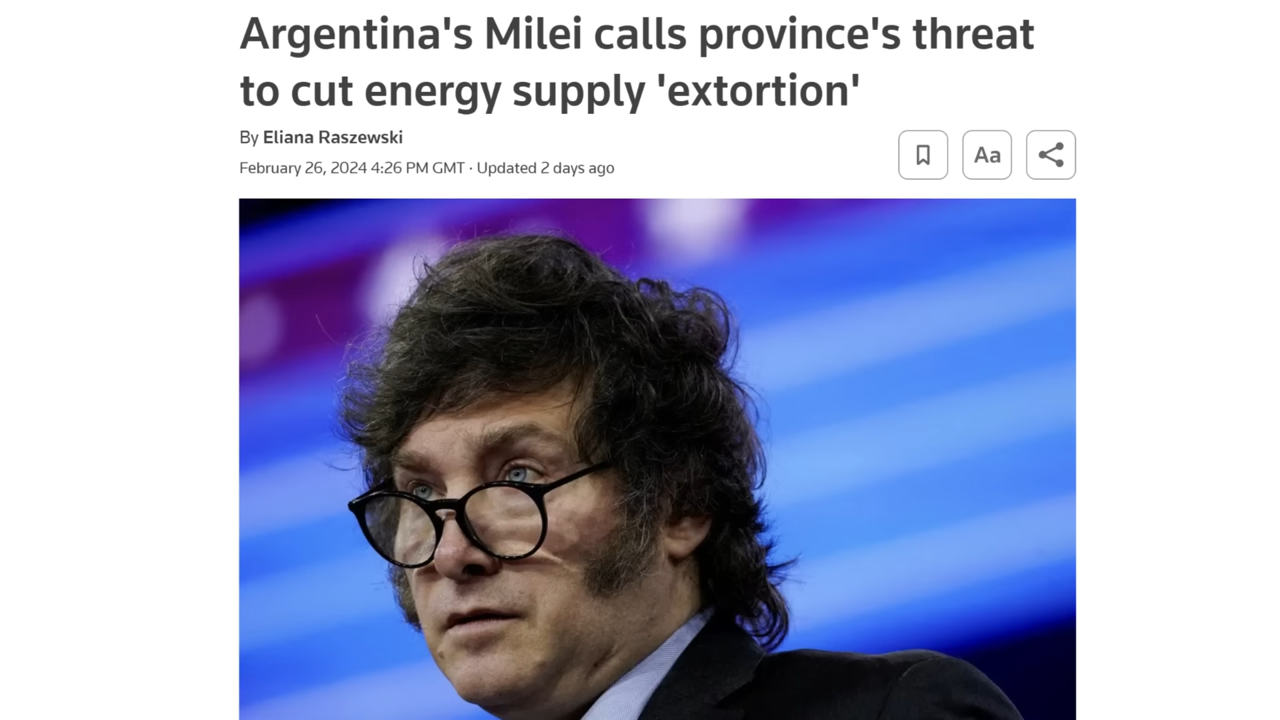 Argentina's Milei calls province's threat
to cut energy supply 'extortion'
By Eliana Raszewski
February 26, 2024 4:26 PM GMT · Updated 2 days ago
Aa